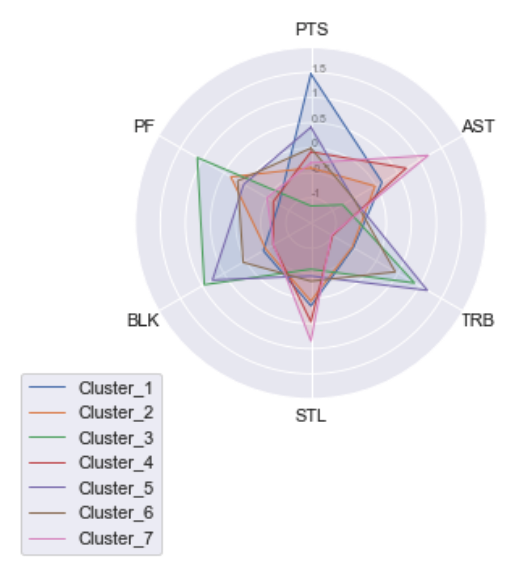 PTS
1.5
1
0.5
0
-1
PF
AST
BLK
TRB
STL
Cluster_1
Cluster_2
Cluster_3
Cluster_4
Cluster_5
Cluster_6
Cluster_7